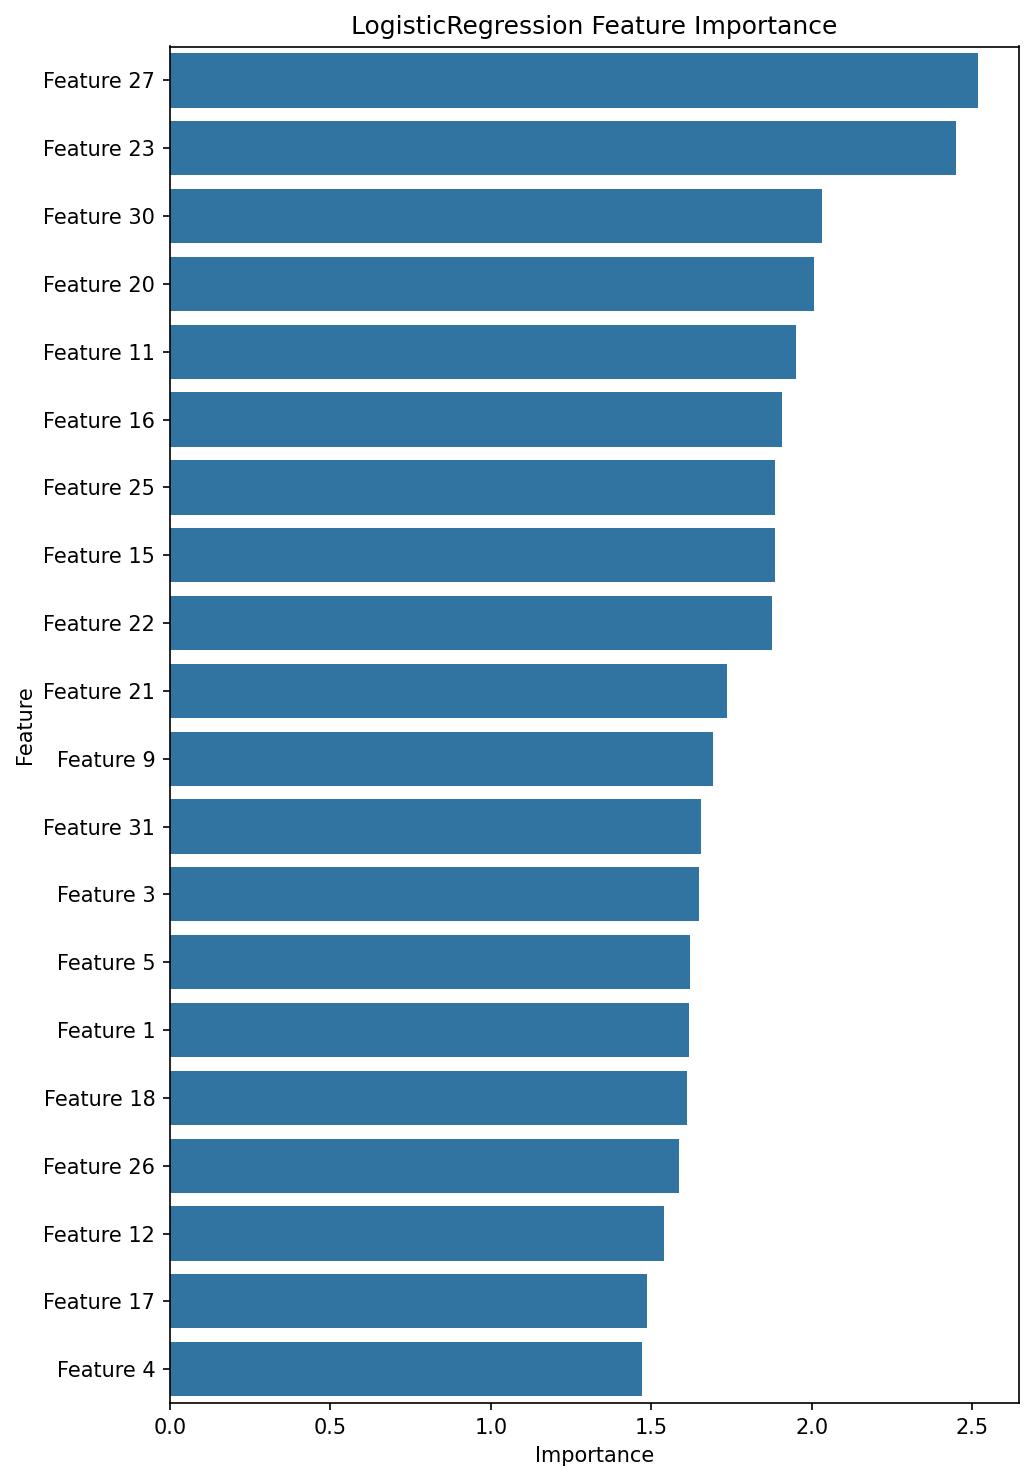 LogisticRegression Feature Importance
Feature 27
Feature 23
Feature 30
Feature 20
Feature 11
Feature 16
Feature 25
Feature 15
Feature 22
Feature 21
Feature 9
Feature 31
Feature 3
Feature 5
Feature 1
Feature 18
Feature 26
Feature 12
Feature 17
Feature 4
Feature
0.0 0.5 1.0 1.5 2.0 2.5
Importance